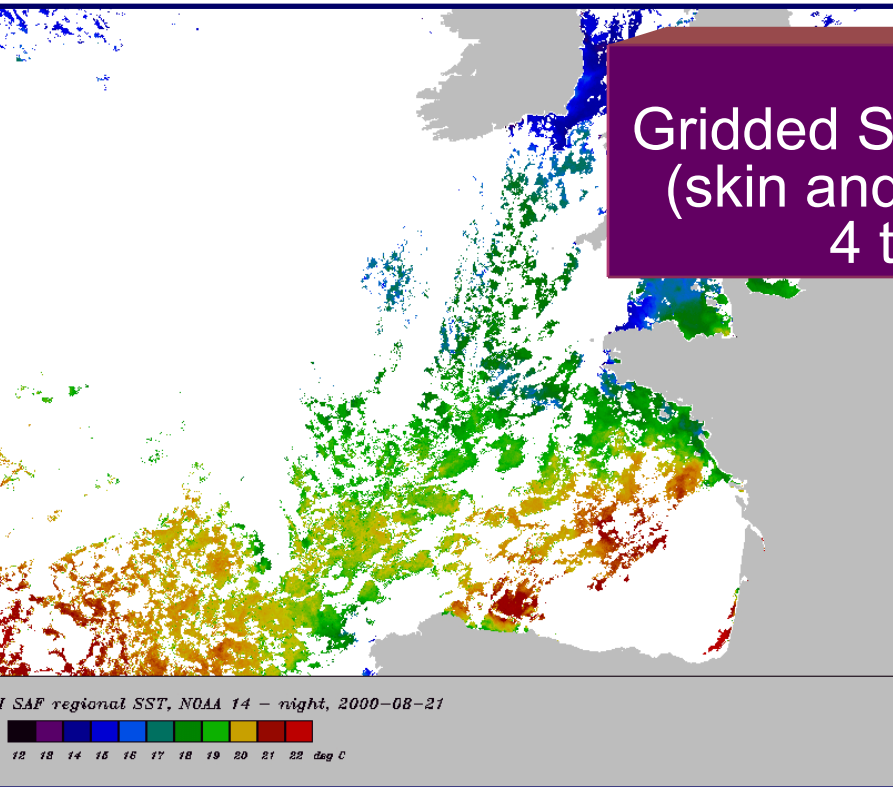 Gridded S
(skin and
4 t
SAF regional SST, NOAA 14 - night, 2000-08-21
12 13 14 15 16 17 18 19 20 21 22 deg C